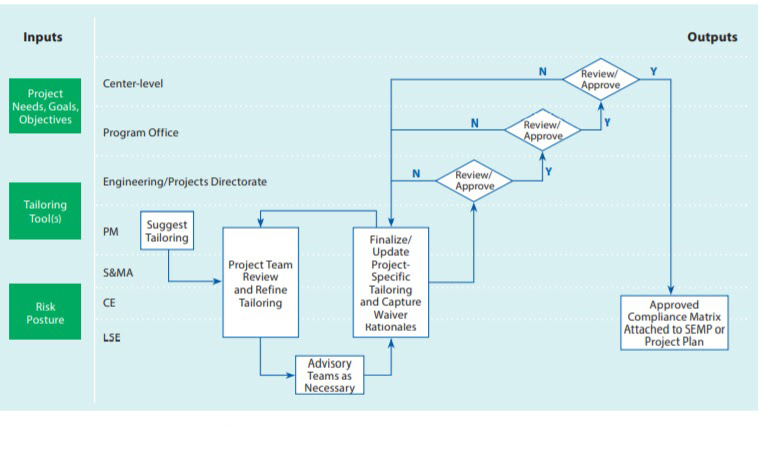 Inputs
Outputs
Project
Needs, Goals,
Objectives
Tailoring
Tool(s)
Risk
Posture
Center-level
Program Office
Engineering/Projects Directorate
PM
S&MA
CE
LSE
Suggest
Tailoring
Project Team
Review
and Refine
Tailoring
Advisory
Teams as
Necessary
Finalize/
Update
Project-
Specific
Tailoring
and Capture
Waiver
Rationales
N
Review/
Approve
Y
N
Review/
Approve
Y
N
Review/
Approve
Y
Approved
Compliance Matrix
Attached to SEMP or
Project Plan